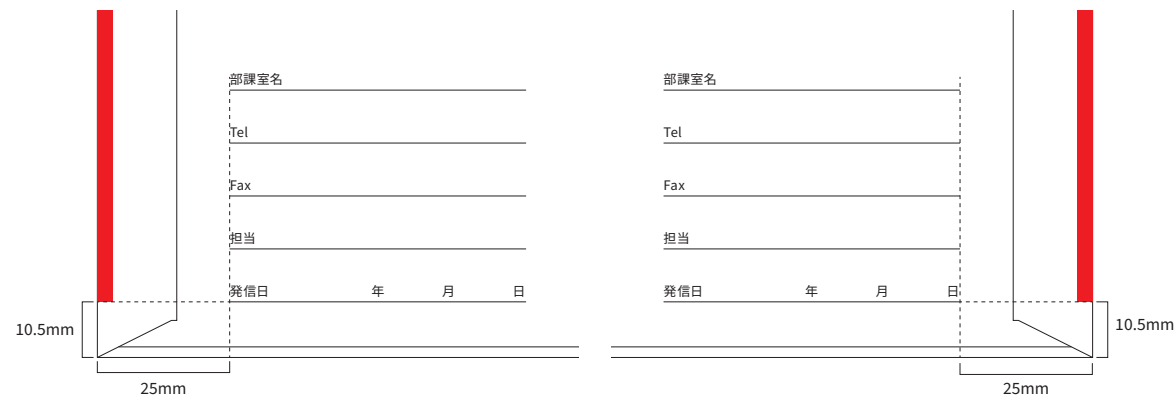 部課室名
Tel
Fax
担当
発信日 年 月 日
10.5mm
25mm
部課室名
Tel
Fax
担当
発信日 年 月 日
10.5mm
25mm